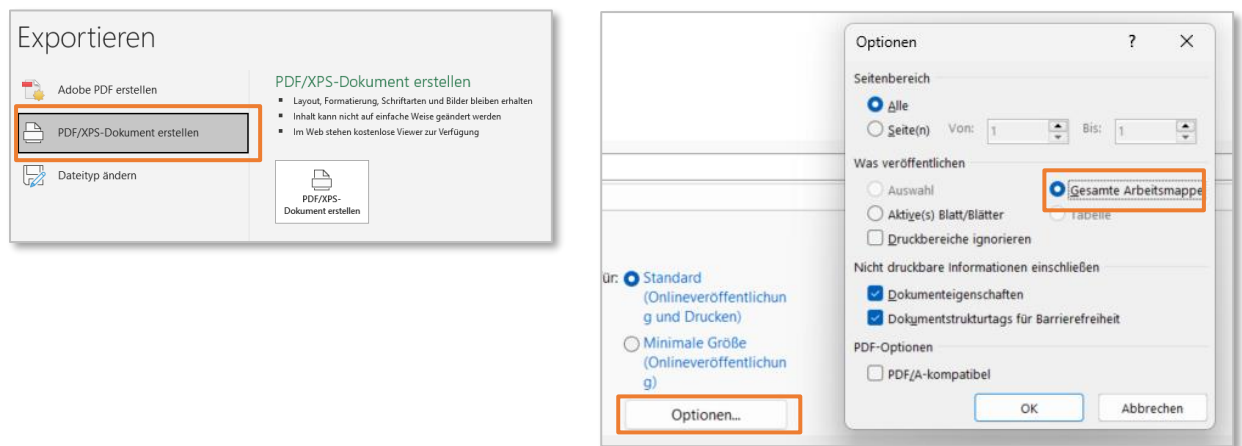 Exportieren
Adobe PDF erstellen
PDF/XPS-Dokument erstellen
Dateityp ändern
PDF/XPS-Dokument erstellen
Layout, Formatierung, Schriftarten und Bilder bleiben erhalten
Inhalt kann nicht auf einfache Weise geändert werden
Im Web stehen kostenlose Viewer zur Verfügung
PDF/XPS-
Dokument erstellen
ür: Standard
(Onlineveröffentlichun
g und Drucken)
Minimale Größe
(Onlineveröffentlichun
g)
Optionen...
Optionen ?
Seitenbereich
Alle
Seite(n) Von: 1 Bis: 1
Was veröffentlichen
Auswahl Gesamte Arbeitsmappe
Aktive(s) Blatt/Blätter Tabelle
Druckbereiche ignorieren
Nicht druckbare Informationen einschließen
Dokumenteigenschaften
Dokumentstrukturtags für Barrierefreiheit
PDF-Optionen
PDF/A-kompatibel
OK Abbrechen